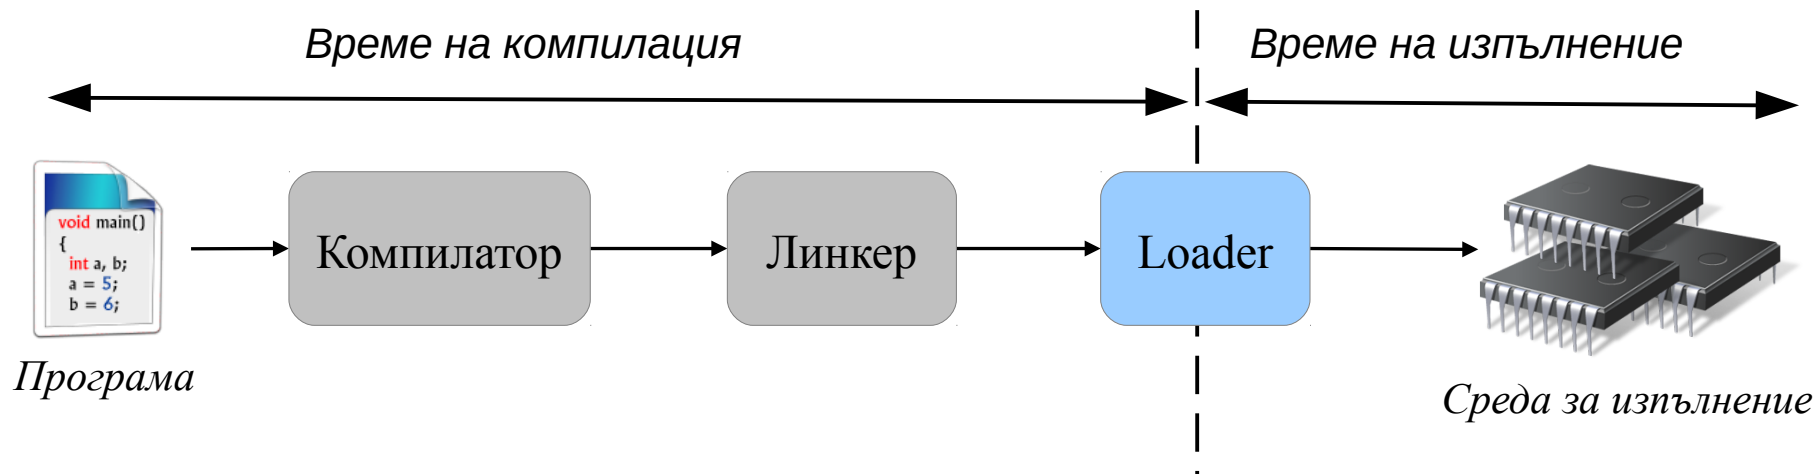 Време на компилация
Време на изпълнение
void main()
{
int a, b;
a = 5;
b = 6;
Програма
Компилатор
Линкер
Loader
Среда за изпълнение